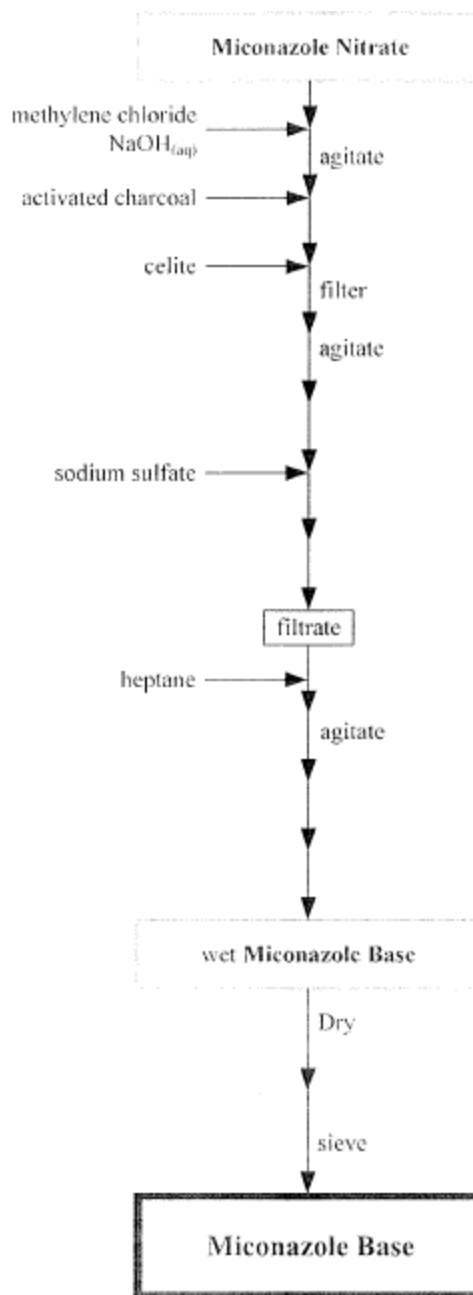 Miconazole Nitrate
methylene chloride
NaOH(aq)
agitate
activated charcoal
celite
filter
agitate
sodium sulfate
filtrate
heptane
agitate
wet Miconazole Base
Dry
sieve
Miconazole Base